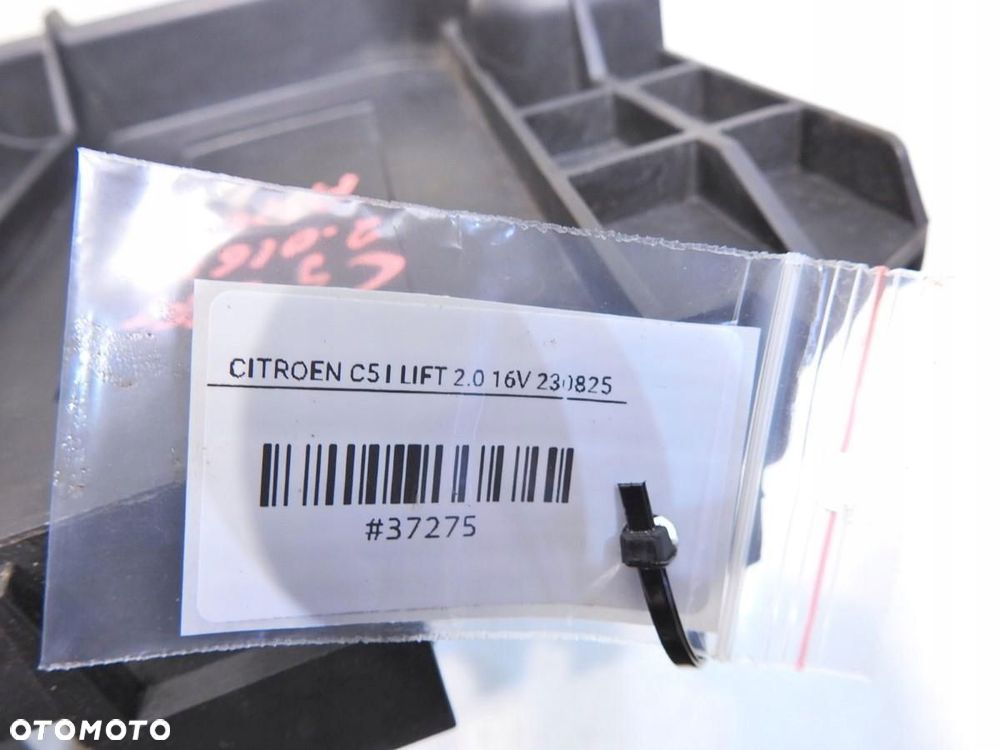 CITROEN C5 I LIFT 2.0 16V 230825
#37275
OTOMOTO